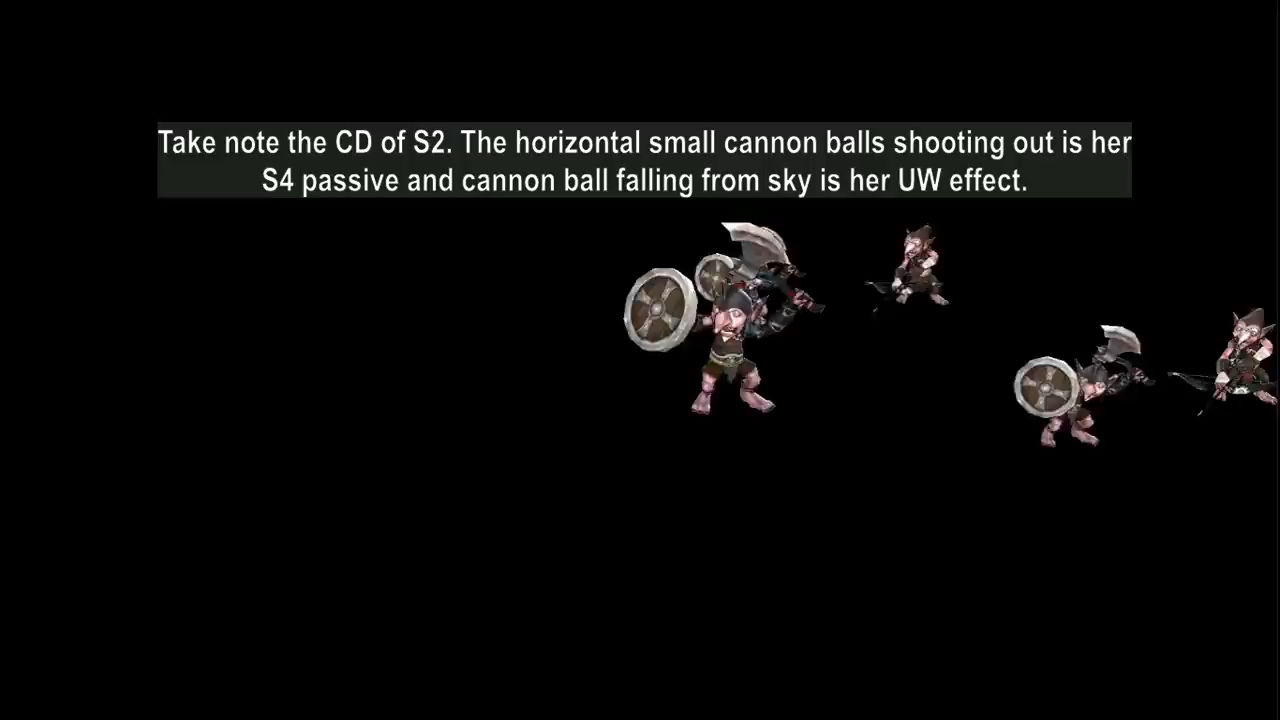 Take note the CD of S2. The horizontal small cannon balls shooting out is her
S4 passive and cannon ball falling from sky is her UW effect.